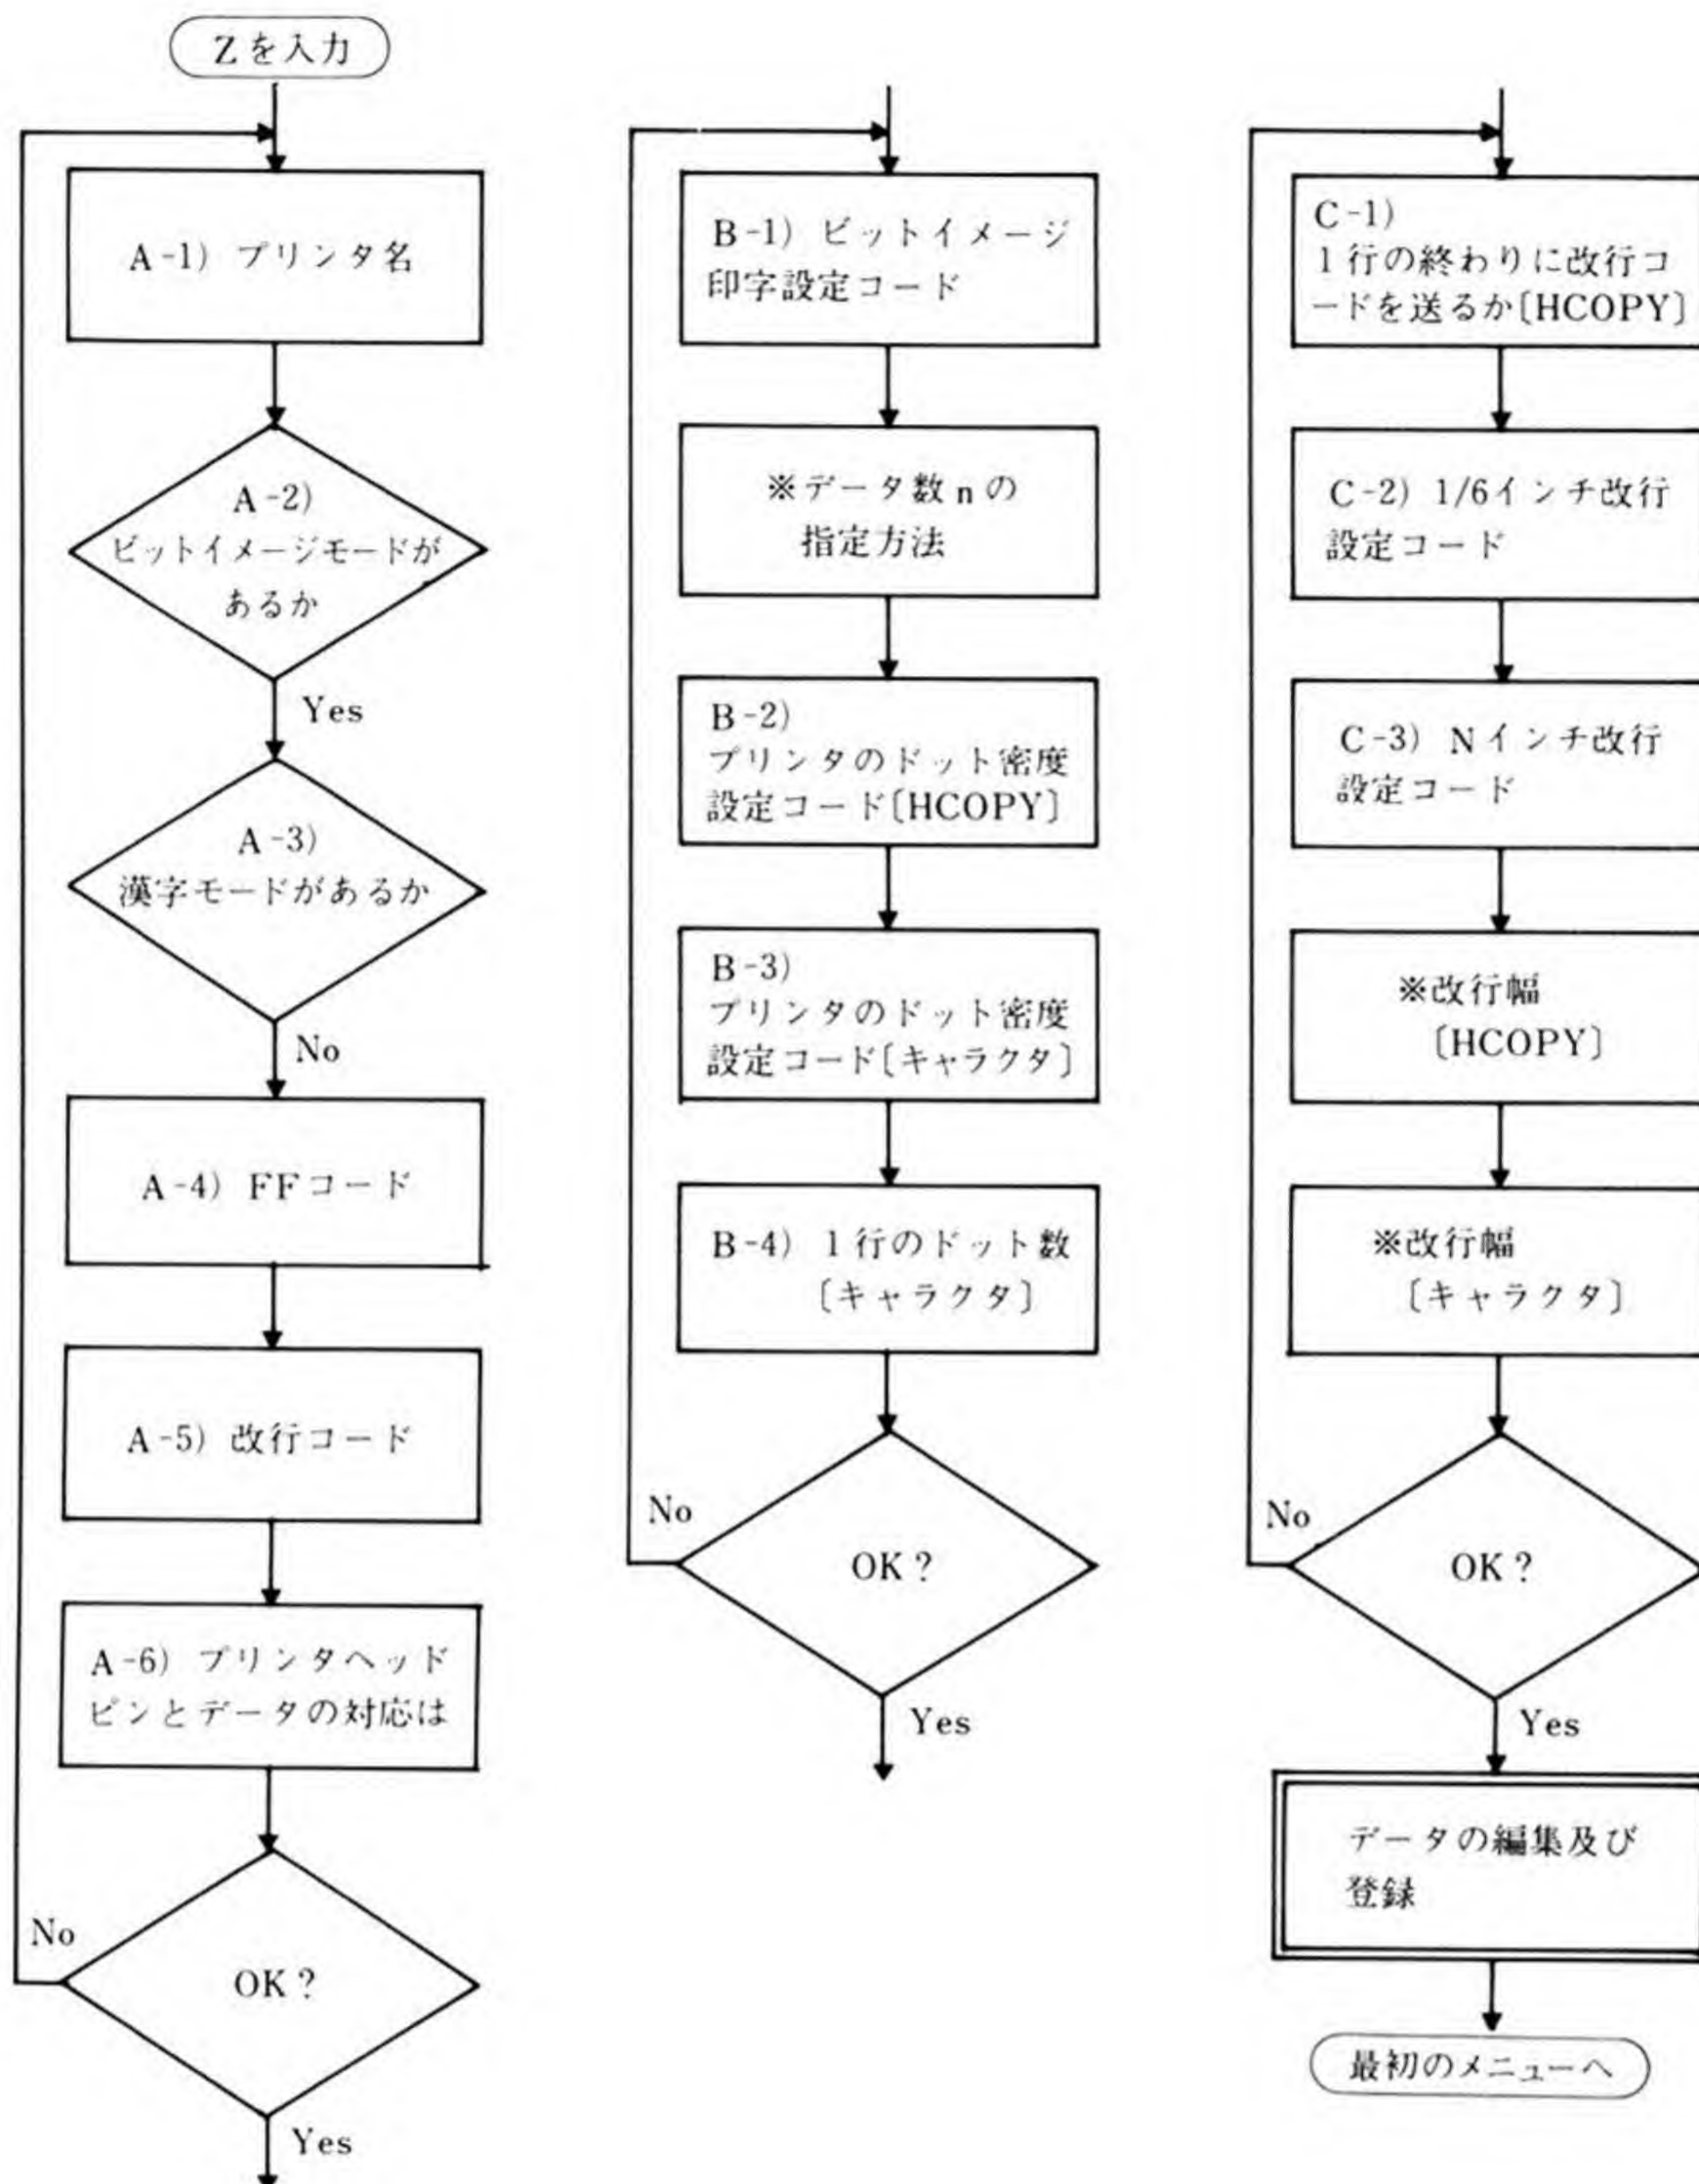 Zを入力
A-1) プリンタ名
A-2)
ビットイメージモードが
あるか
Yes
A-3)
漢字モードがあるか
No
A-4) FFコード
A-5) 改行コード
A-6) プリンタヘッド
ピンとデータの対応は
No
OK?
Yes
B-1) ビットイメージ
印字設定コード
※データ数nの
指定方法
B-2)
プリンタのドット密度
設定コード〔HCOPY〕
B-3)
プリンタのドット密度
設定コード〔キャラクタ〕
B-4) 1行のドット数
〔キャラクタ〕
No
OK?
Yes
C-1)
1行の終わりに改行コ
ードを送るか〔HCOPY〕
C-2) 1/6インチ改行
設定コード
C-3) Nインチ改行
設定コード
※改行幅
〔HCOPY〕
※改行幅
〔キャラクタ〕
No
OK?
Yes
データの編集及び
登録
最初のメニューへ